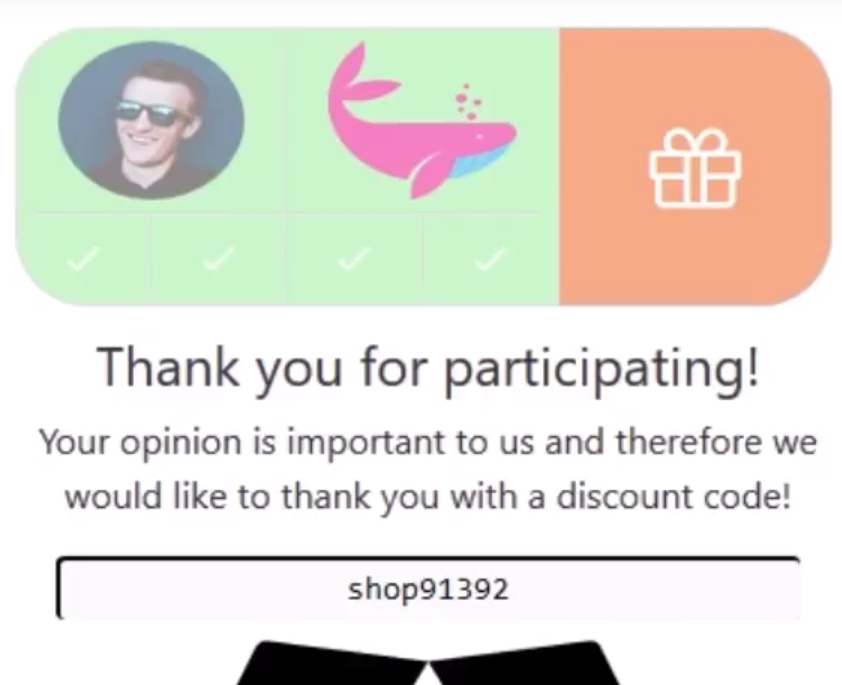 Thank you for participating!
Your opinion is important to us and therefore we
would like to thank you with a discount code!
shop91392